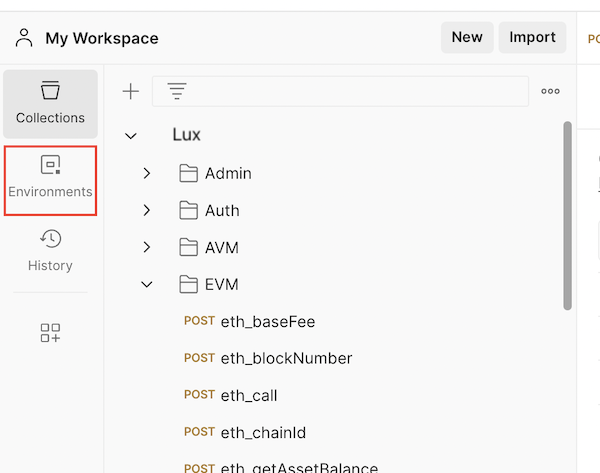 My Workspace
New
Import
PO
Collections
Environments
History
Lux
Admin
Auth
AVM
EVM
POST eth_baseFee
POST eth_blockNumber
POST eth_call
POST eth_chainId
POST eth_getAssetBalance